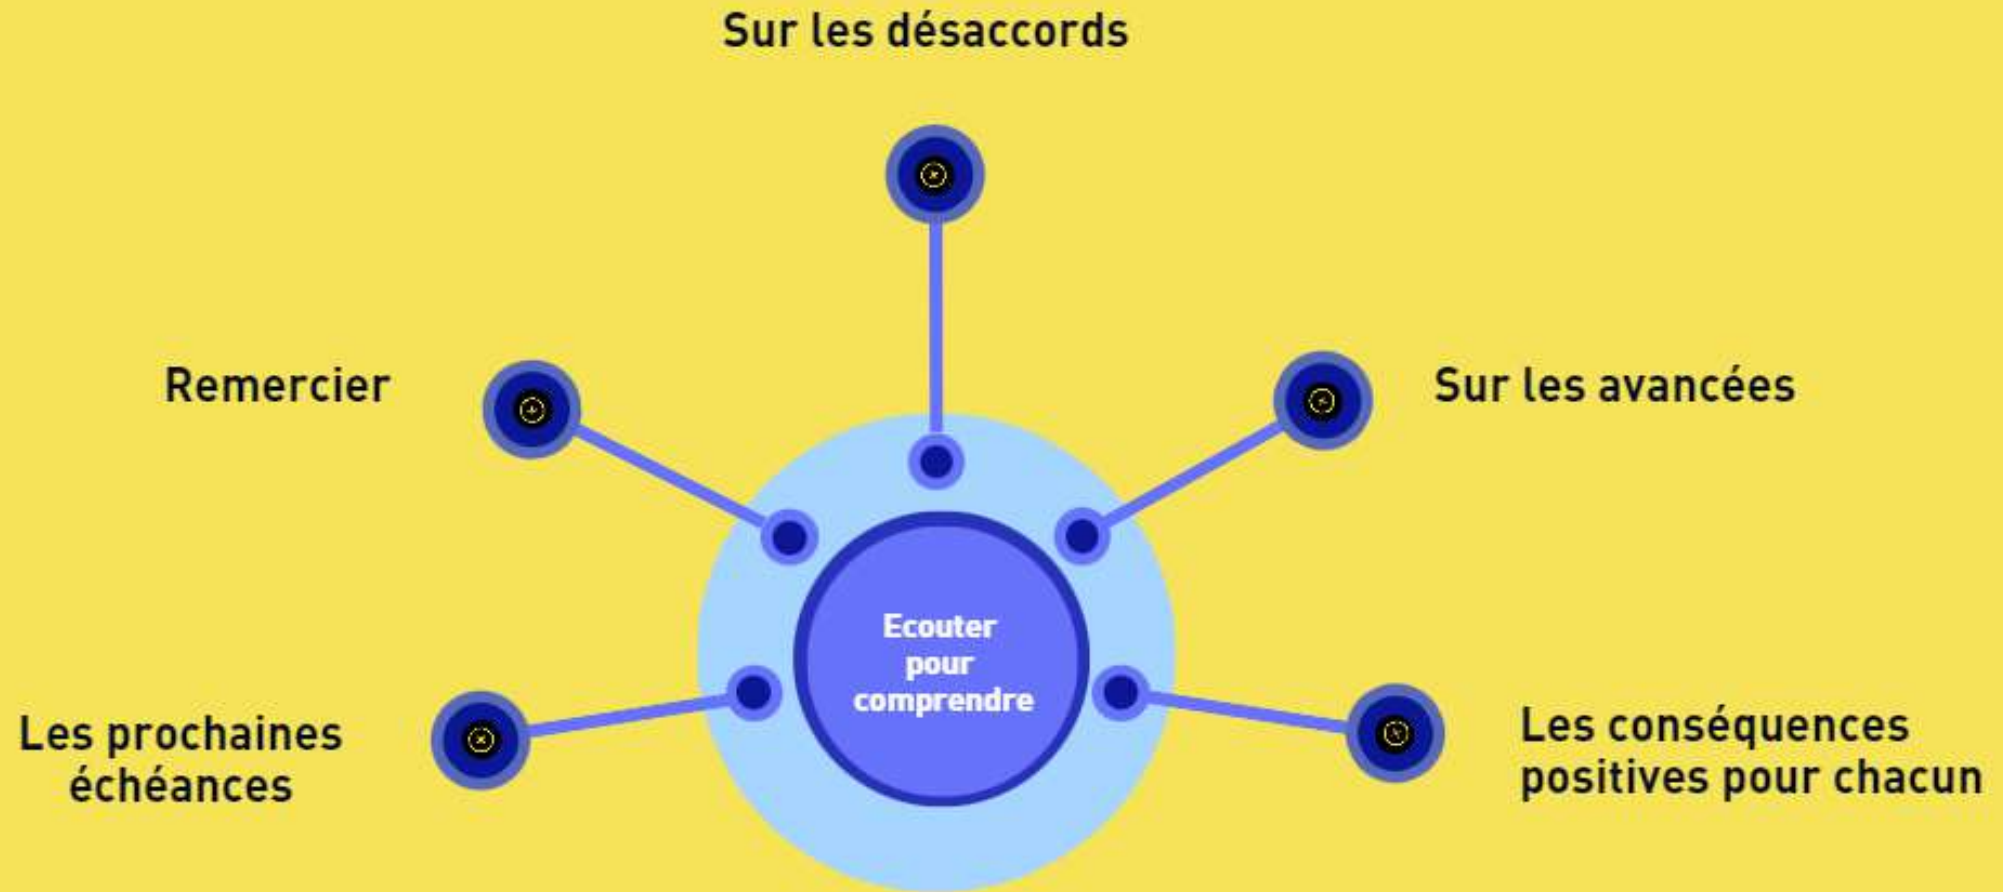 Sur les désaccords
Remercier
Sur les avancées
Ecouter
pour
comprendre
Les prochaines
échéances
Les conséquences
positives pour chacun